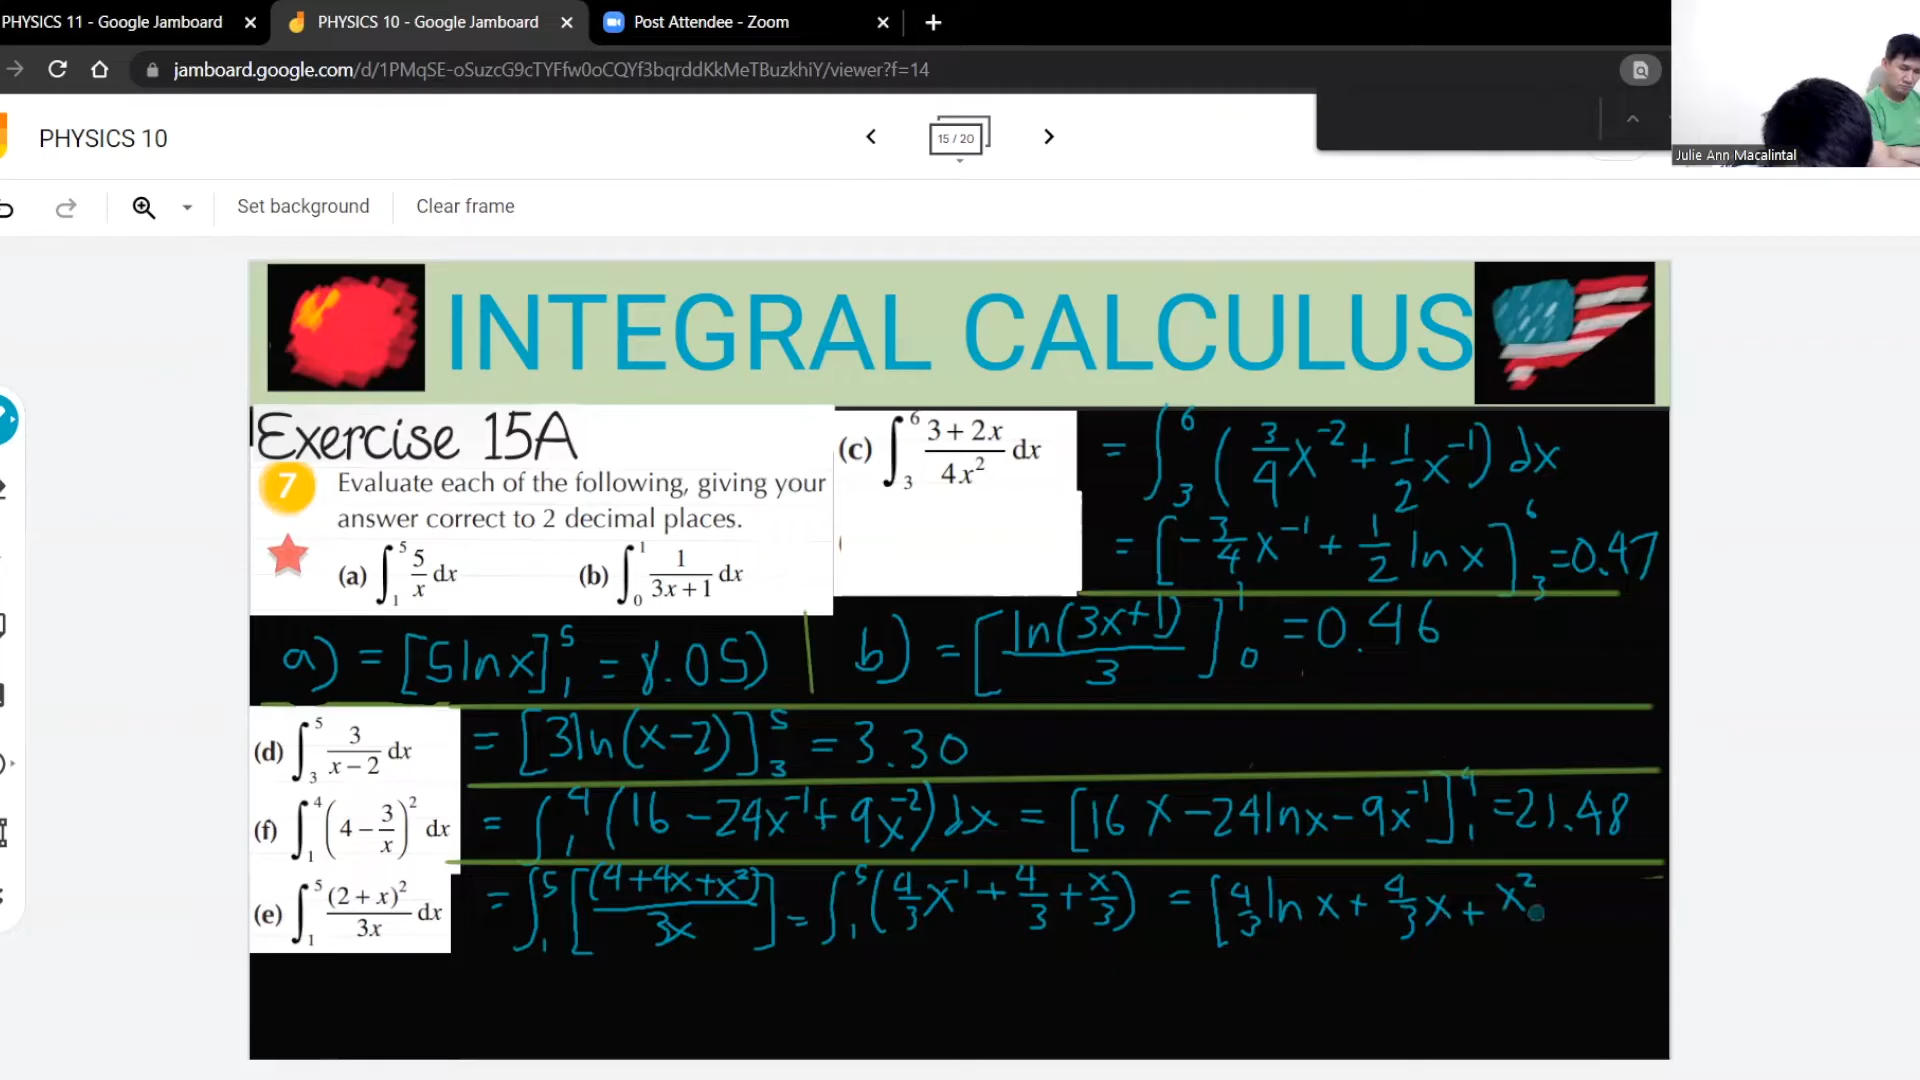 PHYSICS 11 - Google Jamboard
PHYSICS 10 - Google Jamboard
Post Attendee - Zoom
jamboard.google.com/d/1PMqSE-oSuzcG9cTYFfw0oCQYf3bqrddKkMeTBuzkhiY/viewer?f=14
PHYSICS 10
15 / 20
Julie Ann Macalintal
Set background
Clear frame
INTEGRAL CALCULUS
Exercise 15A
7 Evaluate each of the following, giving your
answer correct to 2 decimal places.
(a) ∫₁⁵ 5/x dx (b) ∫₀¹ 1/(3x+1) dx
(c) ∫₃⁶ (3+2x)/(4x²) dx = ∫₃⁶ (3/4 x⁻² + 1/2 x⁻¹) dx
= [-3/4 x⁻¹ + 1/2 ln x]₃⁶ = 0.47
a) = [5lnx]₁⁵ = 8.05)
b) = [ln(3x+1)/3]₀¹ = 0.46
(d) ∫₃⁵ 3/(x−2) dx = [3ln(x−2)]₃⁵ = 3.30
(f) ∫₁⁴ (4 − 3/x)² dx = ∫₁⁴ (16 − 24x⁻¹ + 9x⁻²) dx = [16x − 24lnx − 9x⁻¹]₁⁴ = 21.48
(e) ∫₁⁵ (2+x)²/3x dx = ∫₁⁵ [(4+4x+x²)/3x] = ∫₁⁵ (4/3 x⁻¹ + 4/3 + x/3) = [4/3 ln x + 4/3 x + x²